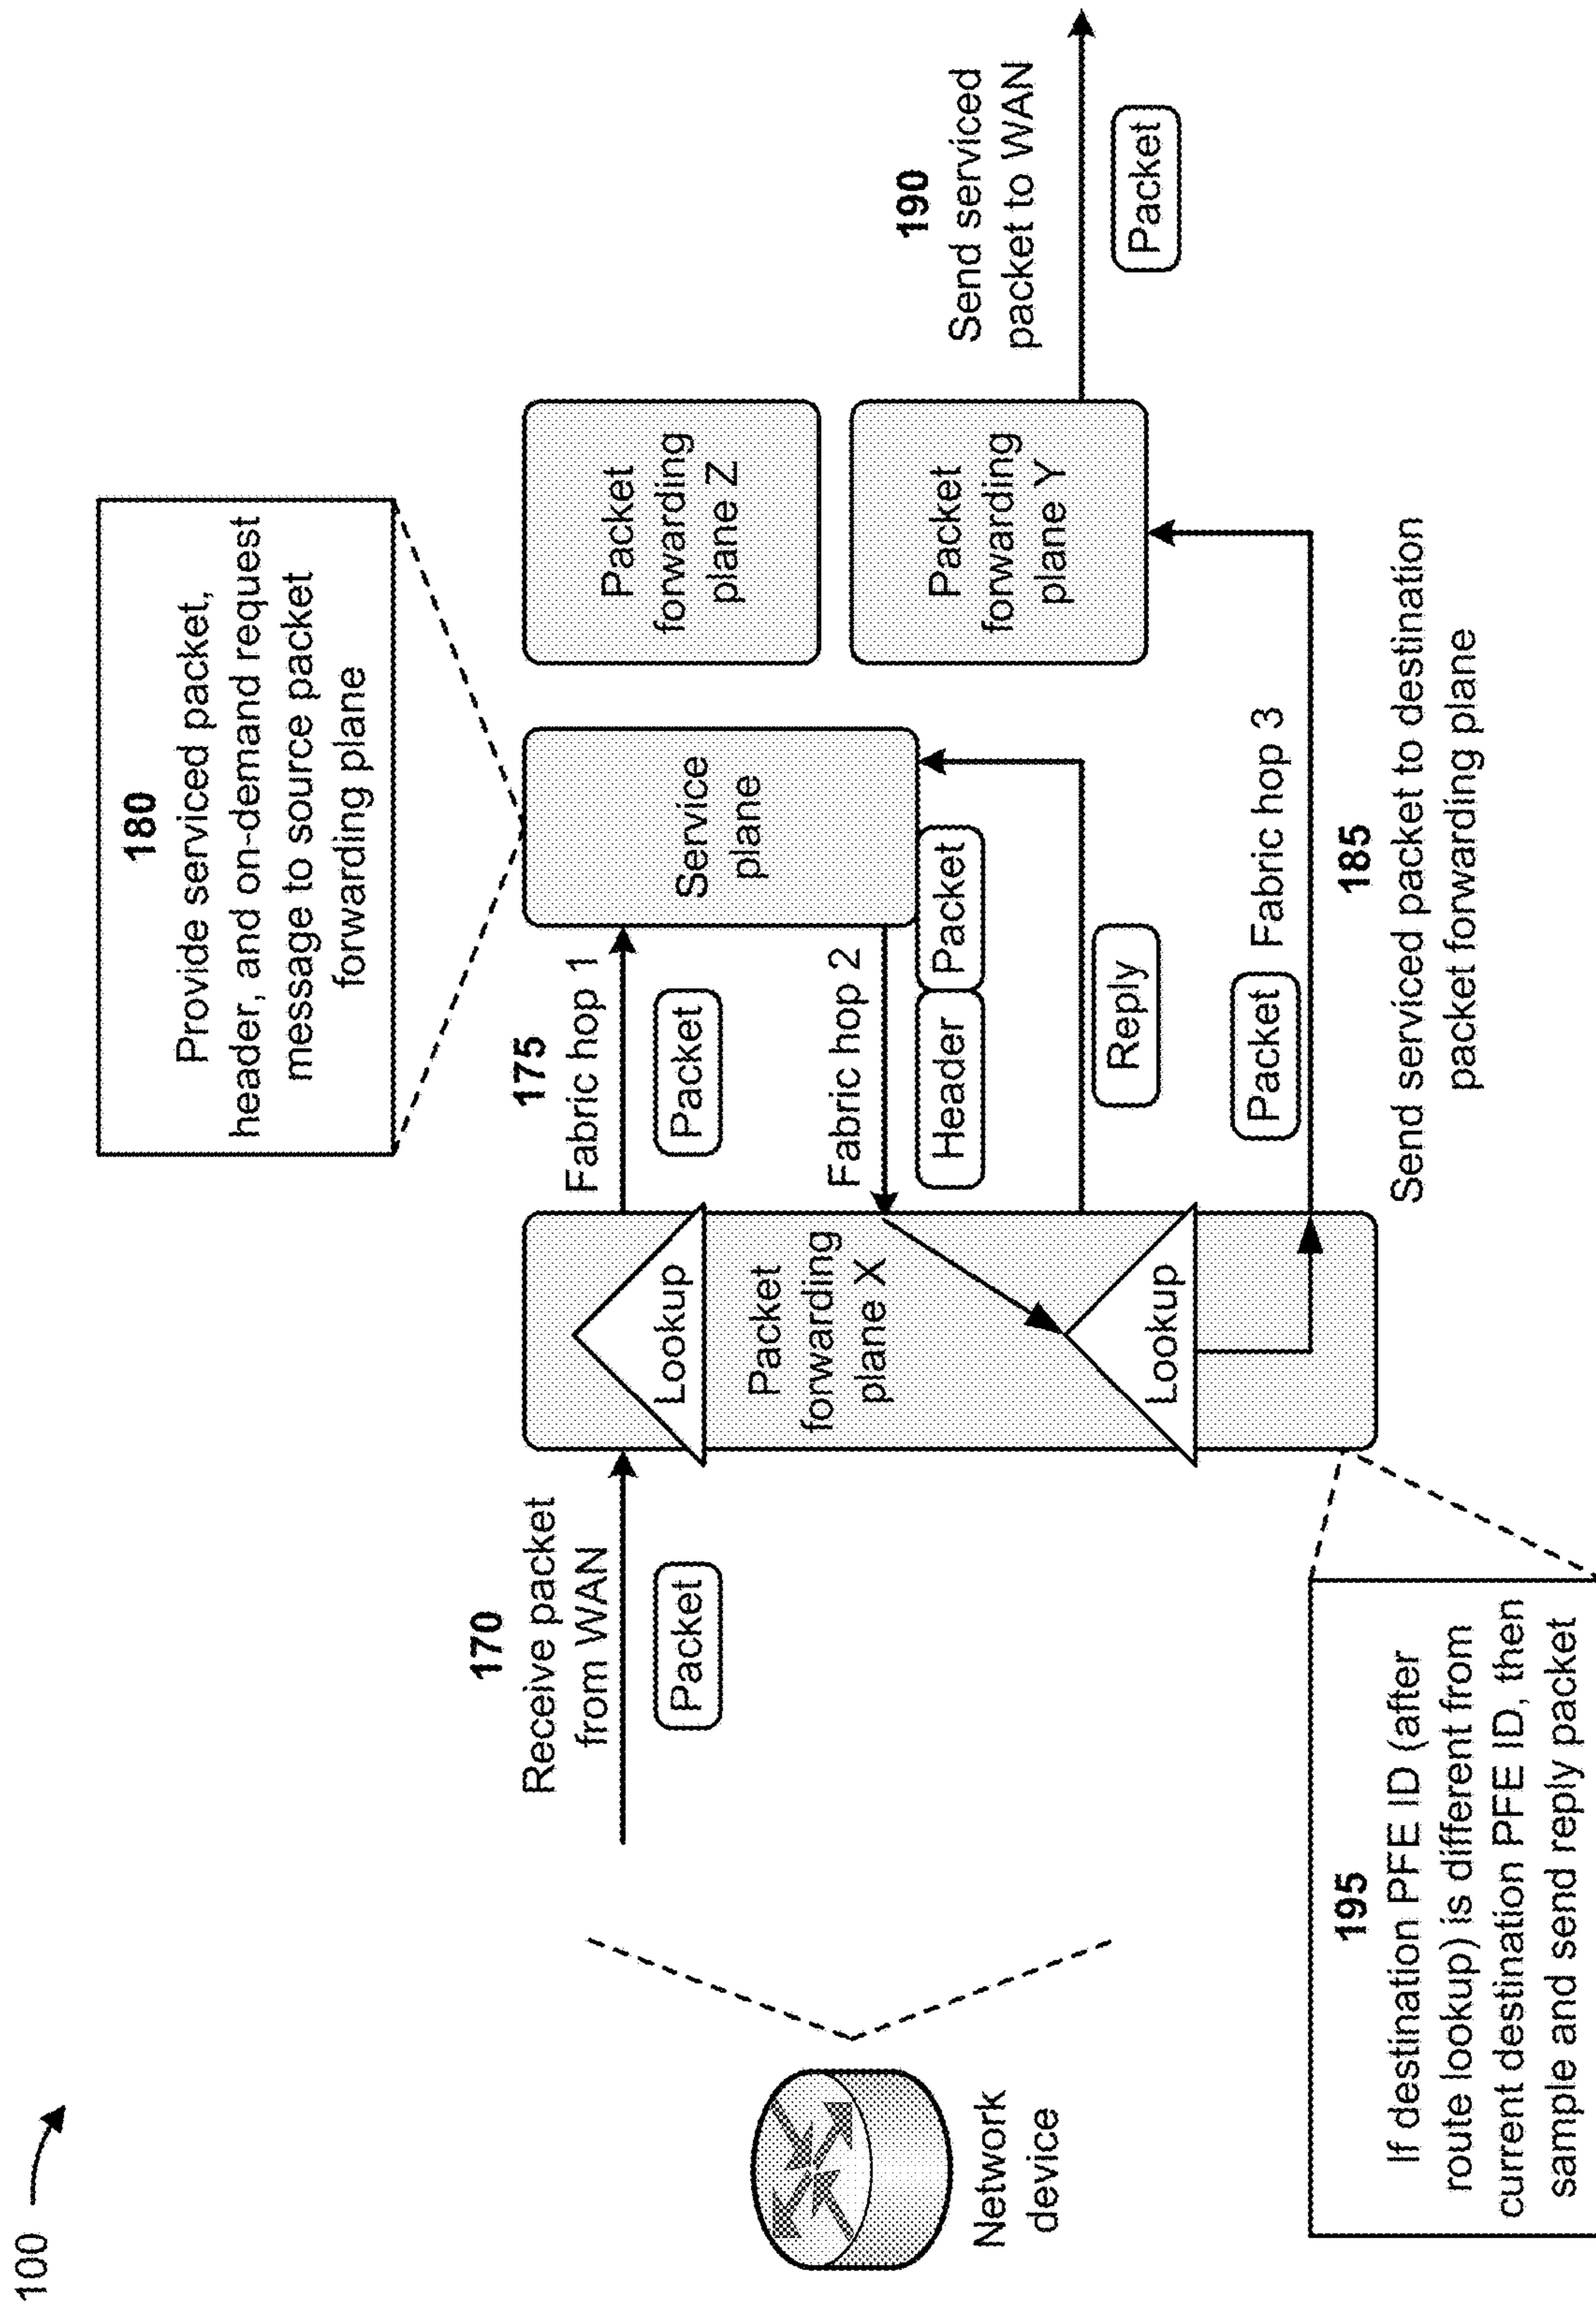 100
170
Receive packet
from WAN
Packet
Network
device
Lookup
Packet
forwarding
plane X
Lookup
175
Fabric hop 1
Packet
180
Provide serviced packet,
header, and on-demand request
message to source packet
forwarding plane
Service
plane
Fabric hop 2
Header
Packet
Reply
Packet
Fabric hop 3
185
Send serviced packet to destination
packet forwarding plane
Packet
forwarding
plane Z
Packet
forwarding
plane Y
190
Send serviced
packet to WAN
Packet
195
If destination PFE ID (after
route lookup) is different from
current destination PFE ID, then
sample and send reply packet